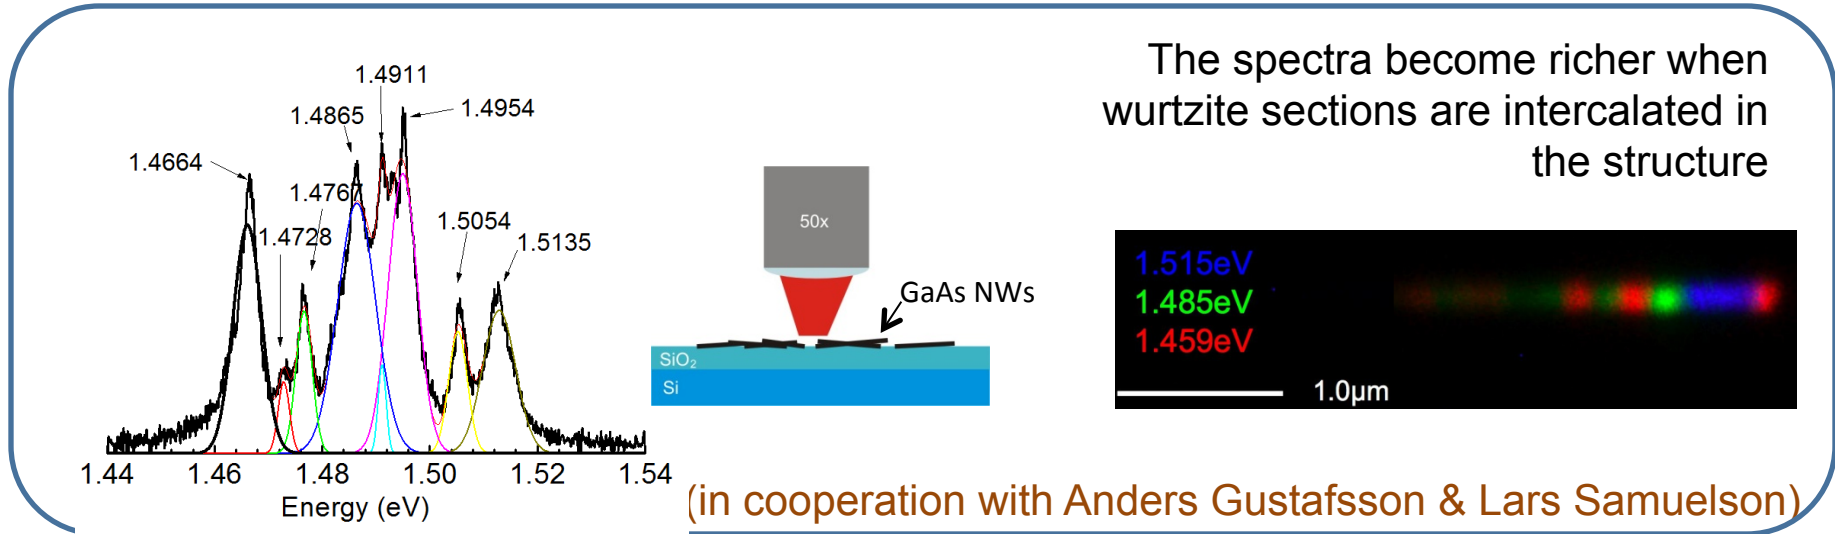 The spectra become richer when
wurtzite sections are intercalated in
the structure
1.4911
1.4865
1.4954
1.4664
1.4767
1.4728
1.5054
1.5135
1.44 1.46 1.48 1.50 1.52 1.54
Energy (eV)
50x
GaAs NWs
SiO₂
Si
1.515eV
1.485eV
1.459eV
1.0µm
(in cooperation with Anders Gustafsson & Lars Samuelson)